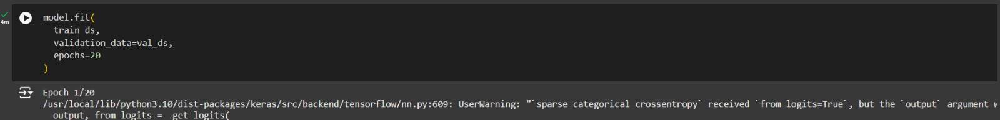 4m
model.fit(
  train_ds,
  validation_data=val_ds,
  epochs=20
)
Epoch 1/20
/usr/local/lib/python3.10/dist-packages/keras/src/backend/tensorflow/nn.py:609: UserWarning: "`sparse_categorical_crossentropy` received `from_logits=True`, but the `output` argument
  output, from_logits = _get_logits(